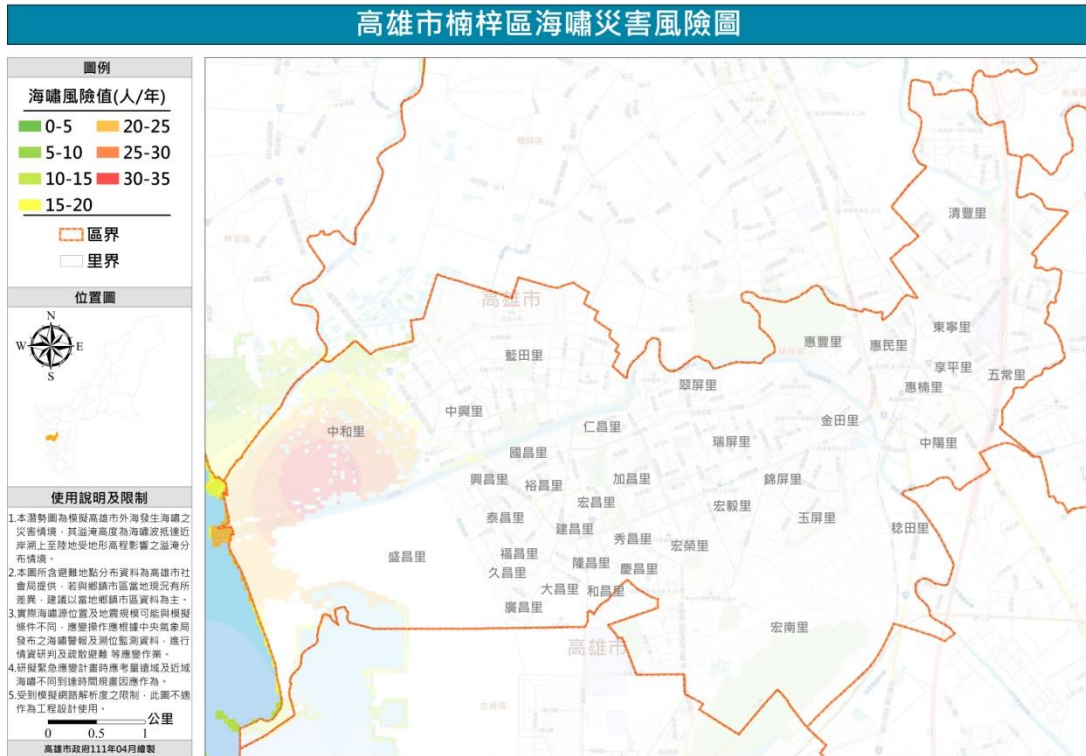 高雄市楠梓區海嘯災害風險圖
圖例
海嘯風險值(人/年)
0-5 20-25
5-10 25-30
10-15 30-35
15-20
區界
里界
位置圖
N
W E
S
使用說明及限制
1.本潛勢圖為模擬高雄市外海發生海嘯之
災害情境，其溢淹高度為海嘯波抵達近
岸溯上至陸地受地形高程影響之溢淹分
布情境。
2.本圖所含避難地點分布資料為高雄市社
會局提供，若與鄉鎮市區當地現況有所
差異，建議以當地鄉鎮市區資料為主。
3.實際海嘯源位置及地震規模可能與模擬
條件不同，應變操作應根據中央氣象局
發布之海嘯警報及潮位監測資料，進行
情資研判及疏散避難 等應變作業。
4.研擬緊急應變計畫時應考量遠域及近域
海嘯不同到達時間規畫因應作為。
5.受到模擬網路解析度之限制，此圖不適
作為工程設計使用。
公里
0 0.5 1
高雄市政府111年04月繪製
橋頭區
清豐里
高雄市
東寧里
惠豐里
惠民里
藍田里
享平里
五常里
翠屏里
惠楠里
中興里
仁昌里
金田里
中和里
瑞屏里
中陽里
國昌里
興昌里
裕昌里
加昌里
錦屏里
宏昌里
宏毅里
泰昌里
玉屏里
建昌里
稔田里
秀昌里
宏榮里
盛昌里
福昌里
隆昌里
慶昌里
久昌里
大昌里
和昌里
廣昌里
宏南里
高雄市
左營區